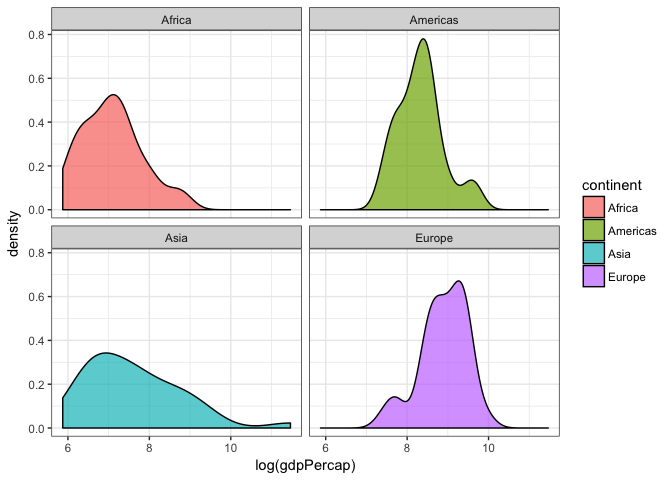 Africa
Americas
0.8
0.6
0.4
0.2
0.0
Asia
Europe
0.8
0.6
0.4
0.2
0.0
6
8
10
6
8
10
log(gdpPercap)
density
continent
Africa
Americas
Asia
Europe